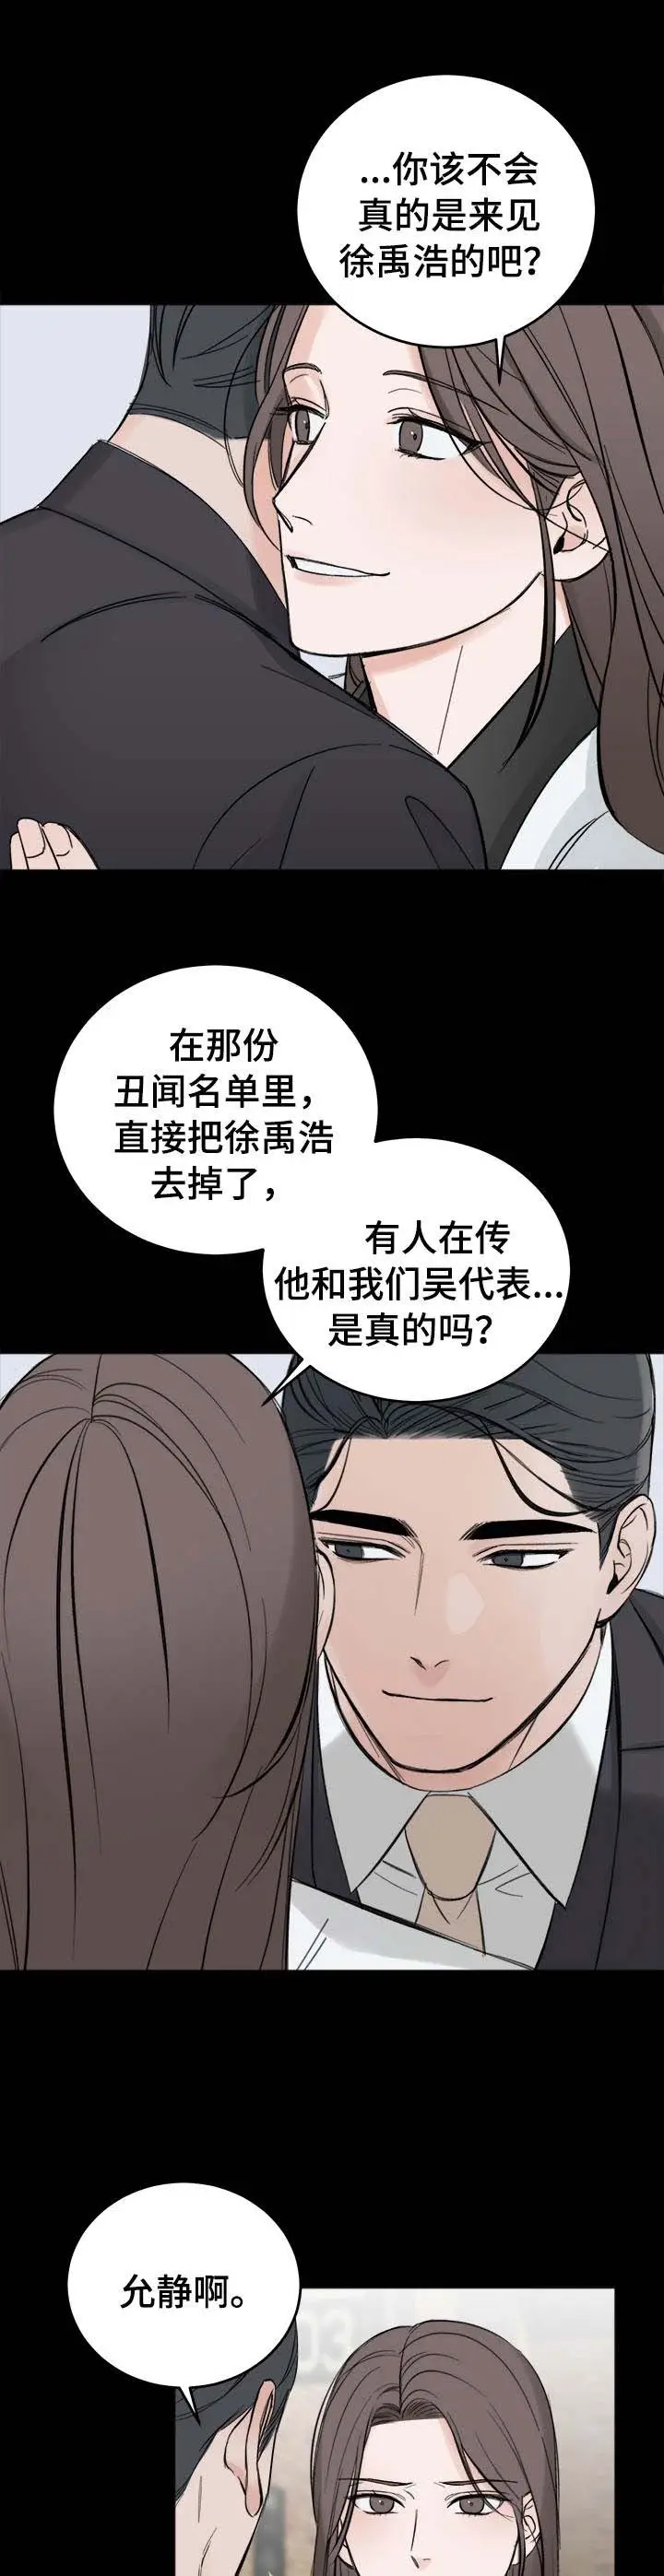 ...你该不会
真的是来见
徐禹浩的吧?
在那份
丑闻名单里，
直接把徐禹浩
去掉了，
有人在传
他和我们吴代表...
是真的吗?
允静啊。
03